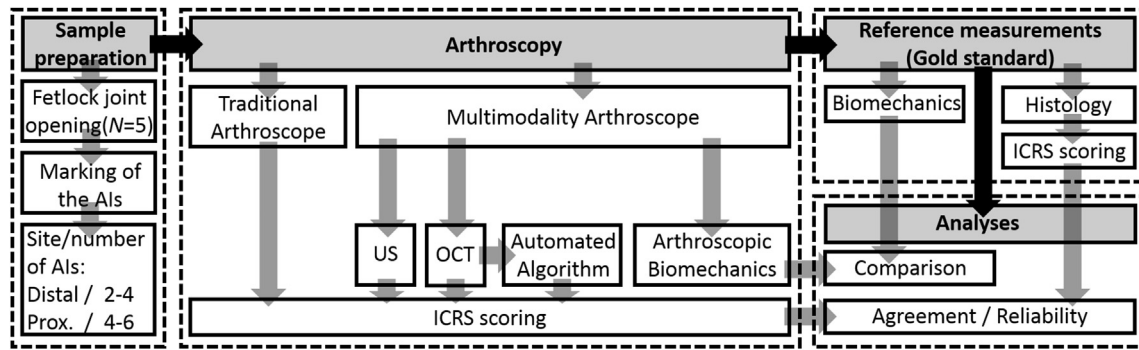 Sample
preparation
Fetlock joint
opening(N=5)
Marking of
the AIs
Site/number
of AIs:
Distal / 2-4
Prox. / 4-6
Arthroscopy
Traditional
Arthroscope
Multimodality Arthroscope
US
OCT
Automated
Algorithm
Arthroscopic
Biomechanics
ICRS scoring
Reference measurements
(Gold standard)
Biomechanics
Histology
ICRS scoring
Analyses
Comparison
Agreement / Reliability